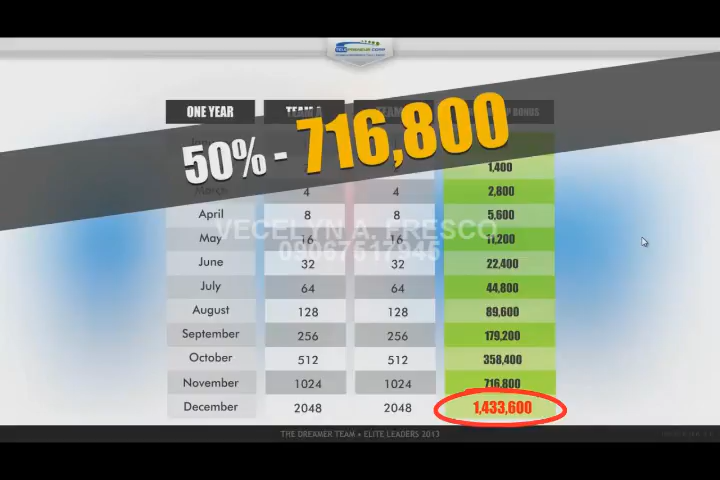 ONE YEAR TEAM A TEAM BONUS
50% - 716,800
1,400
March 4 4 2,800
April 8 8 5,600
VECELYN A. FRESCO
May 16 16 11,200
09067517945
June 32 32 22,400
July 64 64 44,800
August 128 128 89,600
September 256 256 179,200
October 512 512 358,400
November 1024 1024 716,800
December 2048 2048 1,433,600
THE DREAMER TEAM • ELITE LEADERS 2013